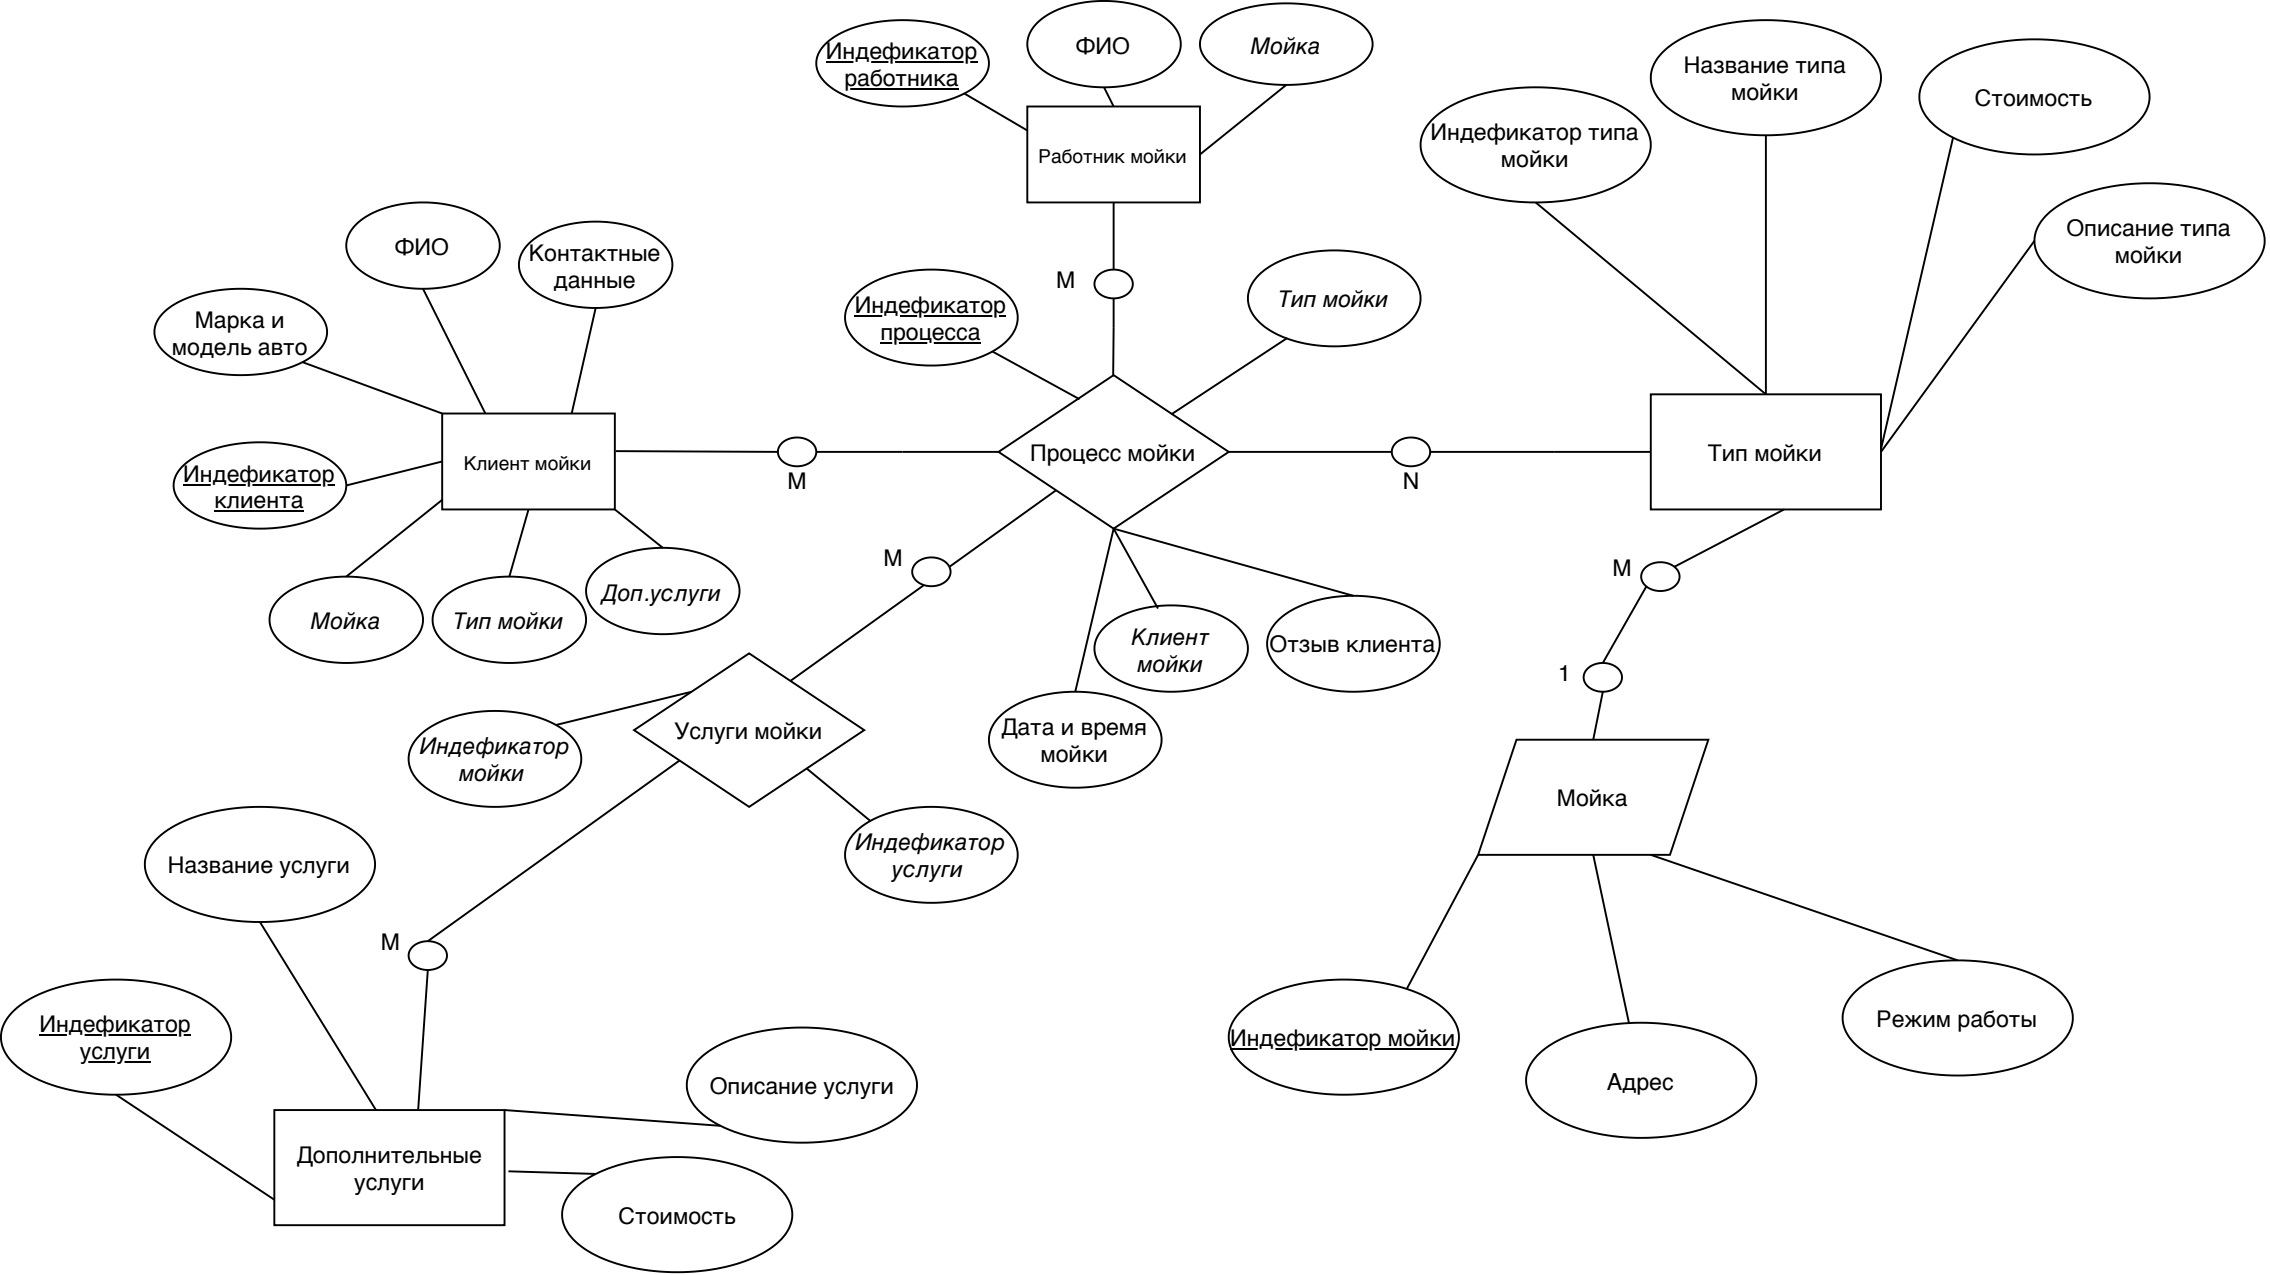 Индефикатор
работника
ФИО
Мойка
Работник мойки
Индефикатор типа
мойки
Название типа
мойки
Стоимость
Описание типа
мойки
ФИО
Контактные
данные
Марка и
модель авто
Индефикатор
клиента
Клиент мойки
Мойка
Тип мойки
Доп.услуги
M
M
Индефикатор
процесса
Тип мойки
Процесс мойки
N
Тип мойки
M
Клиент
мойки
Отзыв клиента
Дата и время
мойки
M
1
Мойка
Услуги мойки
Индефикатор
мойки
Индефикатор
услуги
Название услуги
M
Индефикатор
услуги
Описание услуги
Дополнительные
услуги
Стоимость
Индефикатор мойки
Адрес
Режим работы